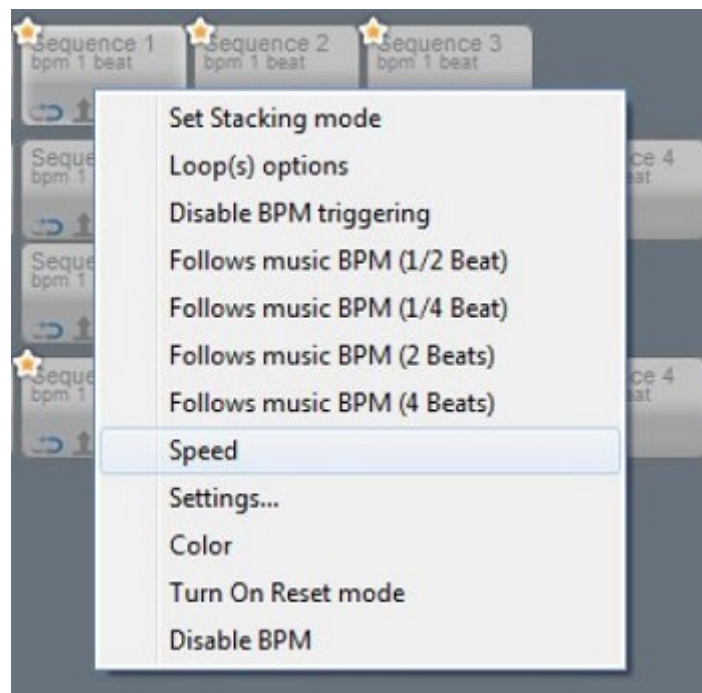 Sequence 1
bpm 1 beat
Sequence 2
bpm 1 beat
Sequence 3
bpm 1 beat
Set Stacking mode
Loop(s) options
Disable BPM triggering
Follows music BPM (1/2 Beat)
Follows music BPM (1/4 Beat)
Follows music BPM (2 Beats)
Follows music BPM (4 Beats)
Speed
Settings...
Color
Turn On Reset mode
Disable BPM